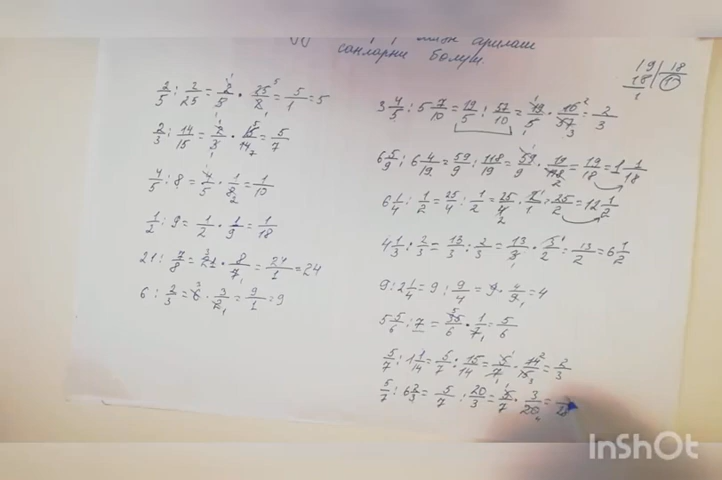 аралаш
санларни бўлиш.
19 | 18
18 1
1
2/5 : 2/25 = 2/5 · 25/2 = 5/1 = 5
2/3 : 14/15 = 2/3 · 15/14 = 5/7
4/5 : 8 = 4/5 · 1/8 = 1/10
1/2 : 9 = 1/2 · 1/9 = 1/18
21 : 7/8 = 21 · 8/7 = 24/1 = 24
6 : 2/3 = 6 · 3/2 = 9/1 = 9
3 4/5 : 5 7/10 = 19/5 : 57/10 = 19/5 · 10/57 = 2/3
6 5/9 : 6 4/19 = 59/9 : 118/19 = 59/9 · 19/118 = 19/18 = 1 1/18
6 1/4 : 1/2 = 25/4 : 1/2 = 25/4 · 2/1 = 25/2 = 12 1/2
4 1/3 : 2/3 = 13/3 : 2/3 = 13/3 · 3/2 = 13/2 = 6 1/2
9 : 2 1/4 = 9 : 9/4 = 9 · 4/9 = 4
5 5/6 : 7 = 35/6 · 1/7 = 5/6
5/7 : 1 1/14 = 5/7 : 15/14 = 5/7 · 14/15 = 2/3
5/7 : 6 2/3 = 5/7 : 20/3 = 5/7 · 3/20 =
InShOt